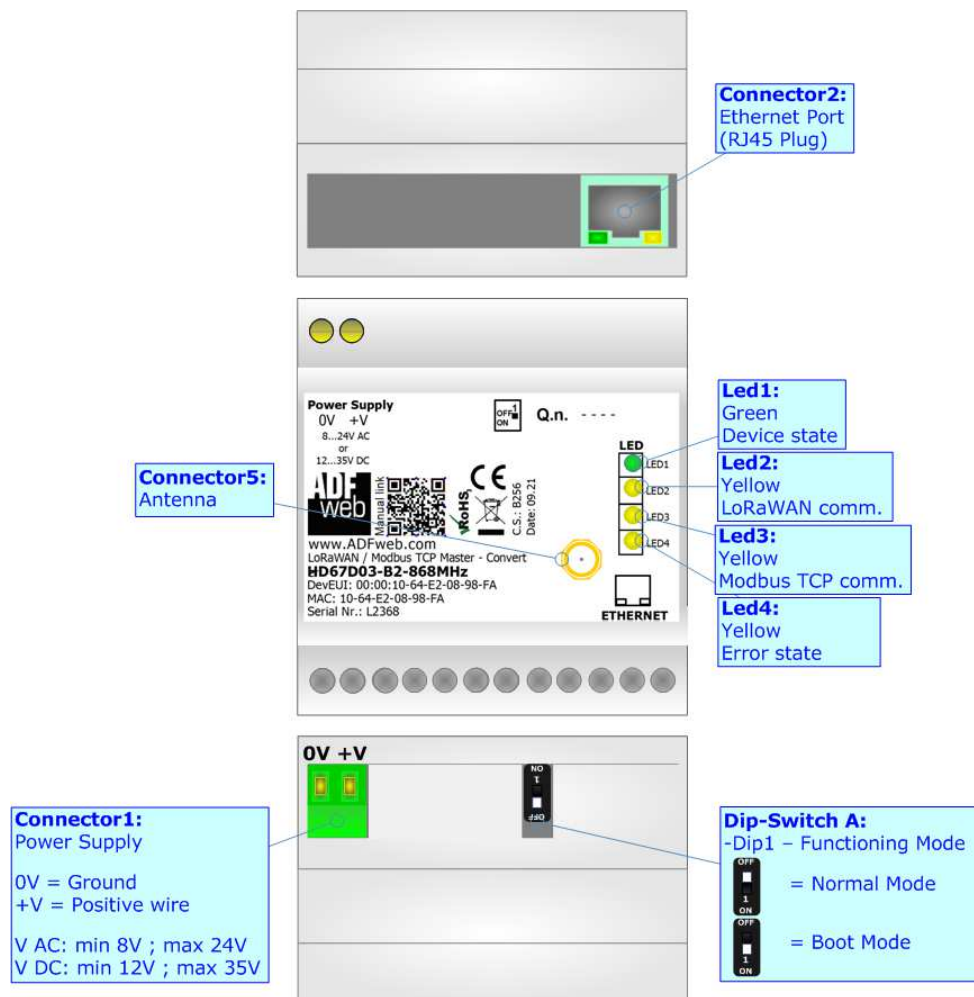 Connector2:
Ethernet Port
(RJ45 Plug)
Power Supply
0V +V
8...24V AC
or
12...35V DC
OFF 1
ON
Q.n. - - - -
LED
LED1
LED2
LED3
LED4
Led1:
Green
Device state
Led2:
Yellow
LoRaWAN comm.
Led3:
Yellow
Modbus TCP comm.
Led4:
Yellow
Error state
Connector5:
Antenna
ADF
web
Manual link
RoHS
CE
C.S.: B256
Date: 09.21
www.ADFweb.com
LoRaWAN / Modbus TCP Master - Convert
HD67D03-B2-868MHz
DevEUI: 00:00:10-64-E2-08-98-FA
MAC: 10-64-E2-08-98-FA
Serial Nr.: L2368
ETHERNET
0V +V
ON
1
OFF
Connector1:
Power Supply
0V = Ground
+V = Positive wire
V AC: min 8V ; max 24V
V DC: min 12V ; max 35V
Dip-Switch A:
-Dip1 – Functioning Mode
OFF
= Normal Mode
1
ON
OFF
= Boot Mode
1
ON